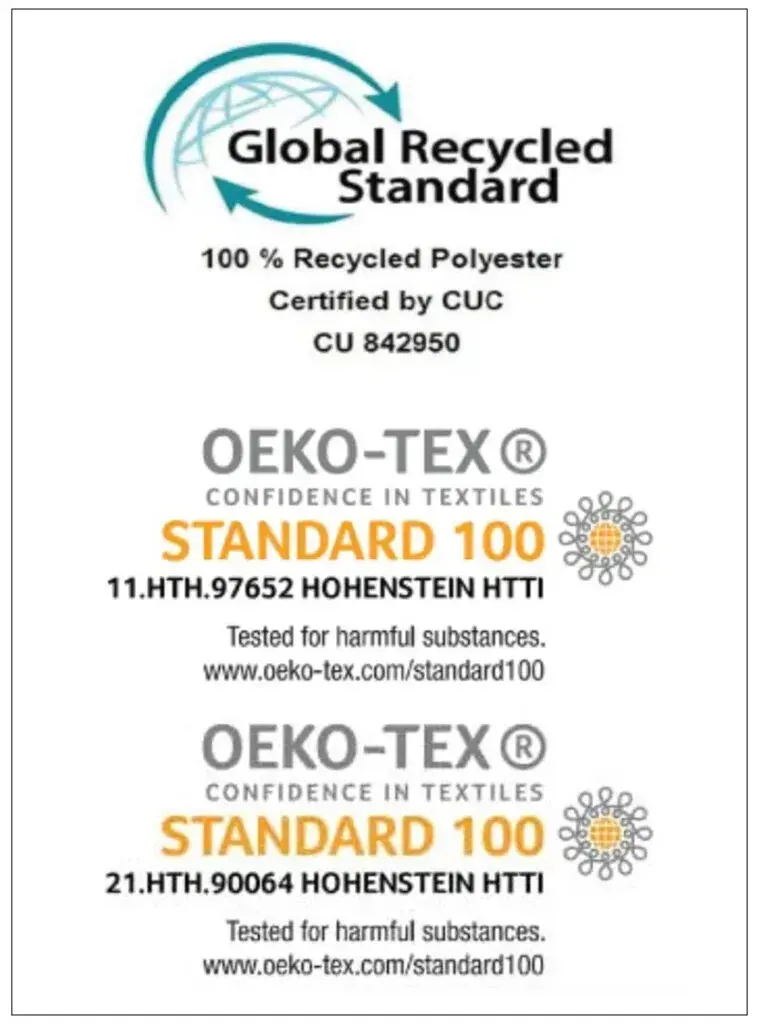 Global Recycled
Standard
100 % Recycled Polyester
Certified by CUC
CU 842950
OEKO-TEX®
CONFIDENCE IN TEXTILES
STANDARD 100
11.HTH.97652 HOHENSTEIN HTTI
Tested for harmful substances.
www.oeko-tex.com/standard100
OEKO-TEX®
CONFIDENCE IN TEXTILES
STANDARD 100
21.HTH.90064 HOHENSTEIN HTTI
Tested for harmful substances.
www.oeko-tex.com/standard100